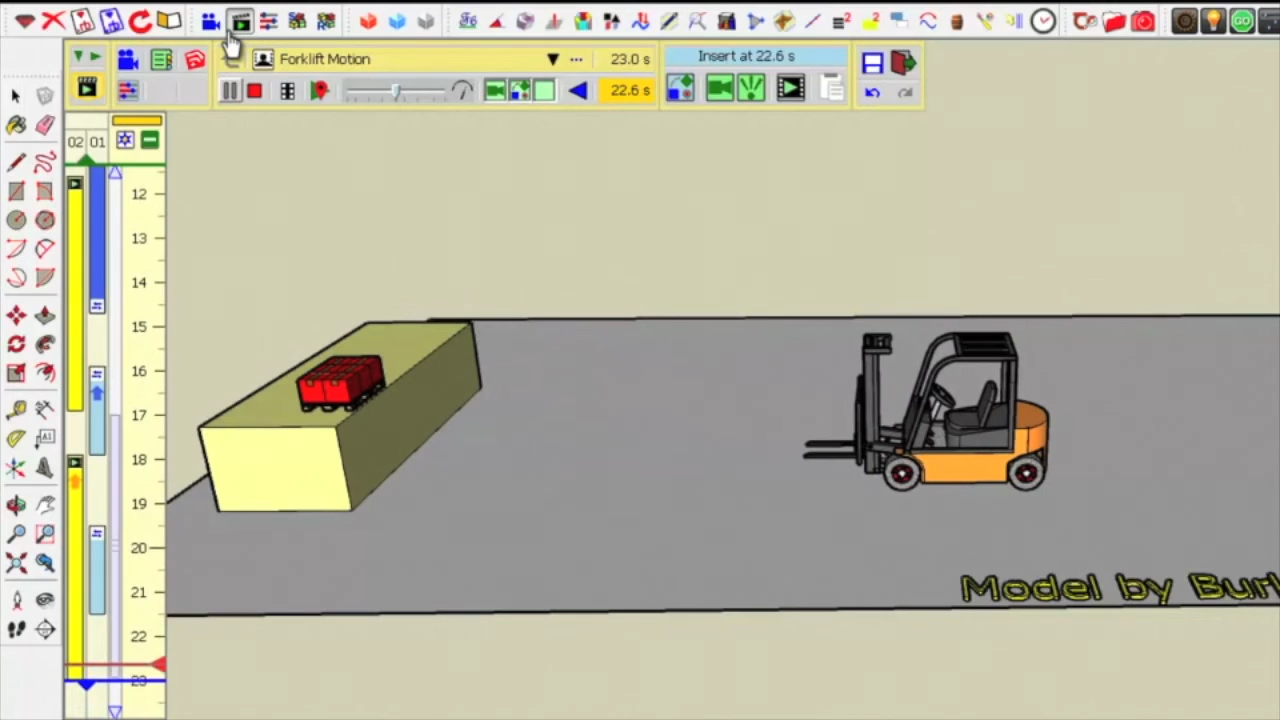 Forklift Motion
23.0 s
Insert at 22.6 s
22.6 s
02 01
12
13
14
15
16
17
18
19
20
21
22
23
Model by